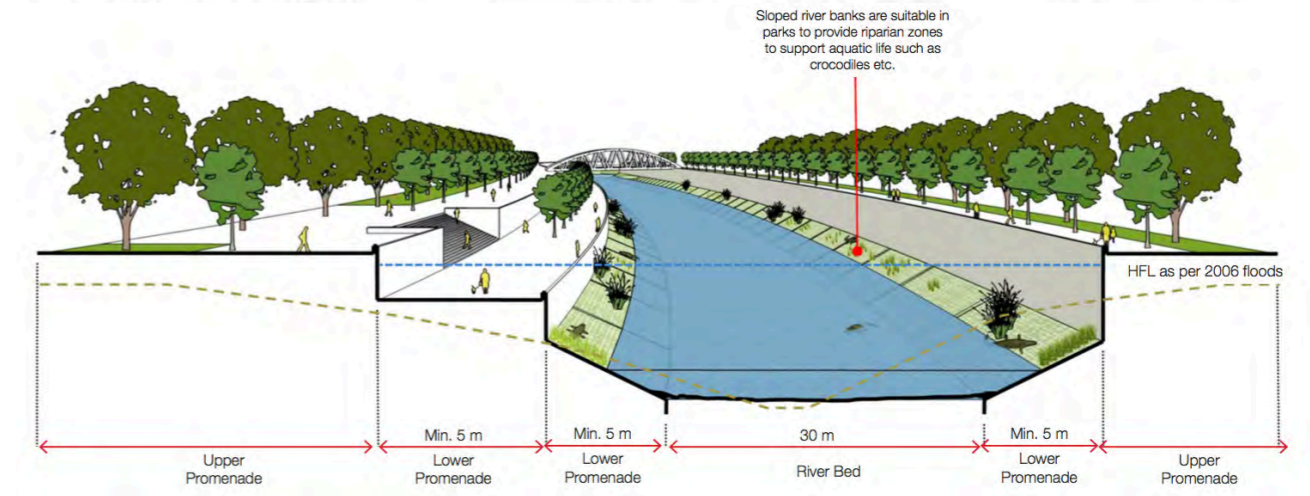 Sloped river banks are suitable in
parks to provide riparian zones
to support aquatic life such as
crocodiles etc.
HFL as per 2006 floods
Min. 5 m
Min. 5 m
30 m
Min. 5 m
Upper
Promenade
Lower
Promenade
Lower
Promenade
River Bed
Lower
Promenade
Upper
Promenade